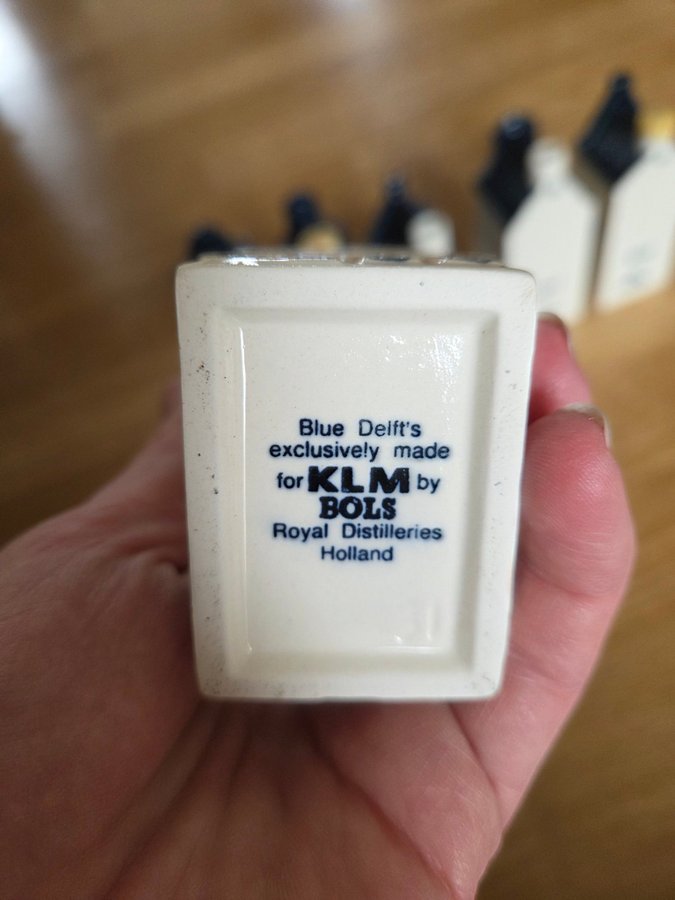 Blue Delft's
exclusively made
for KLM by
BOLS
Royal Distilleries
Holland